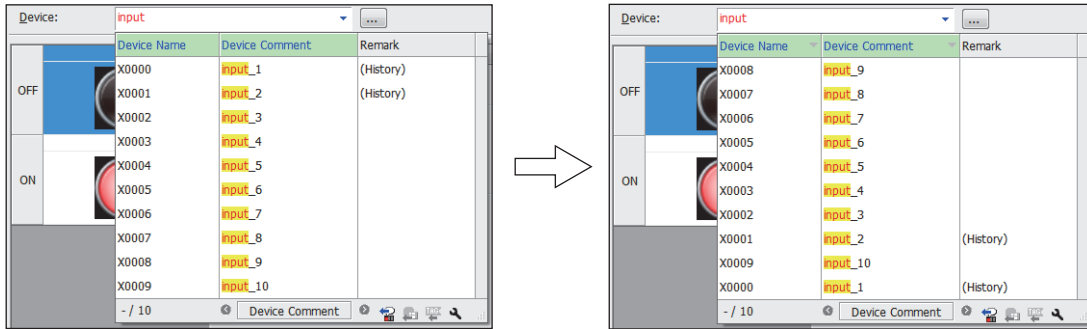 Device: input ...
Device Name Device Comment Remark
X0000 input_1 (History)
OFF X0001 input_2 (History)
X0002 input_3
X0003 input_4
X0004 input_5
ON X0005 input_6
X0006 input_7
X0007 input_8
X0008 input_9
X0009 input_10
- / 10 Device Comment
Device: input ...
Device Name Device Comment Remark
X0008 input_9
OFF X0007 input_8
X0006 input_7
X0005 input_6
X0004 input_5
ON X0003 input_4
X0002 input_3
X0001 input_2 (History)
X0009 input_10
X0000 input_1 (History)
- / 10 Device Comment